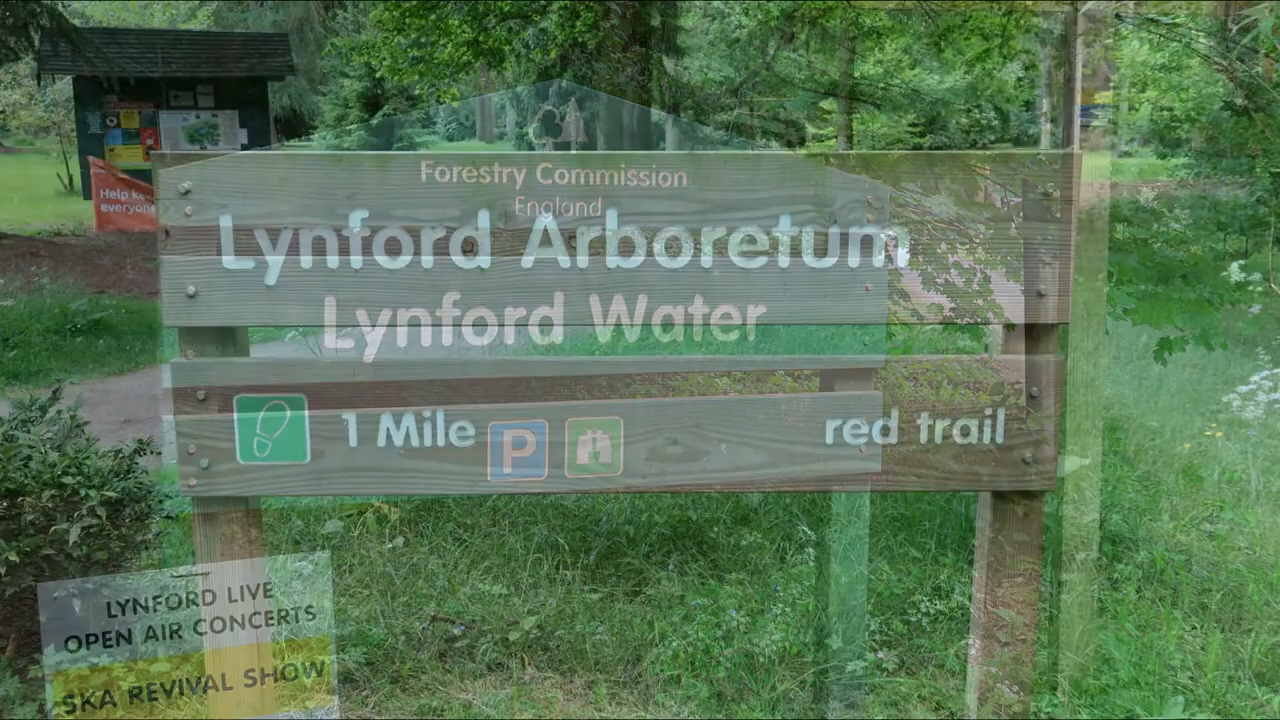 Forestry Commission
England
Lynford Arboretum
Lynford Water
1 Mile
P
red trail
INFORMATION
Help
everyone
LYNFORD LIVE
OPEN AIR CONCERTS
SKA REVIVAL SHOW